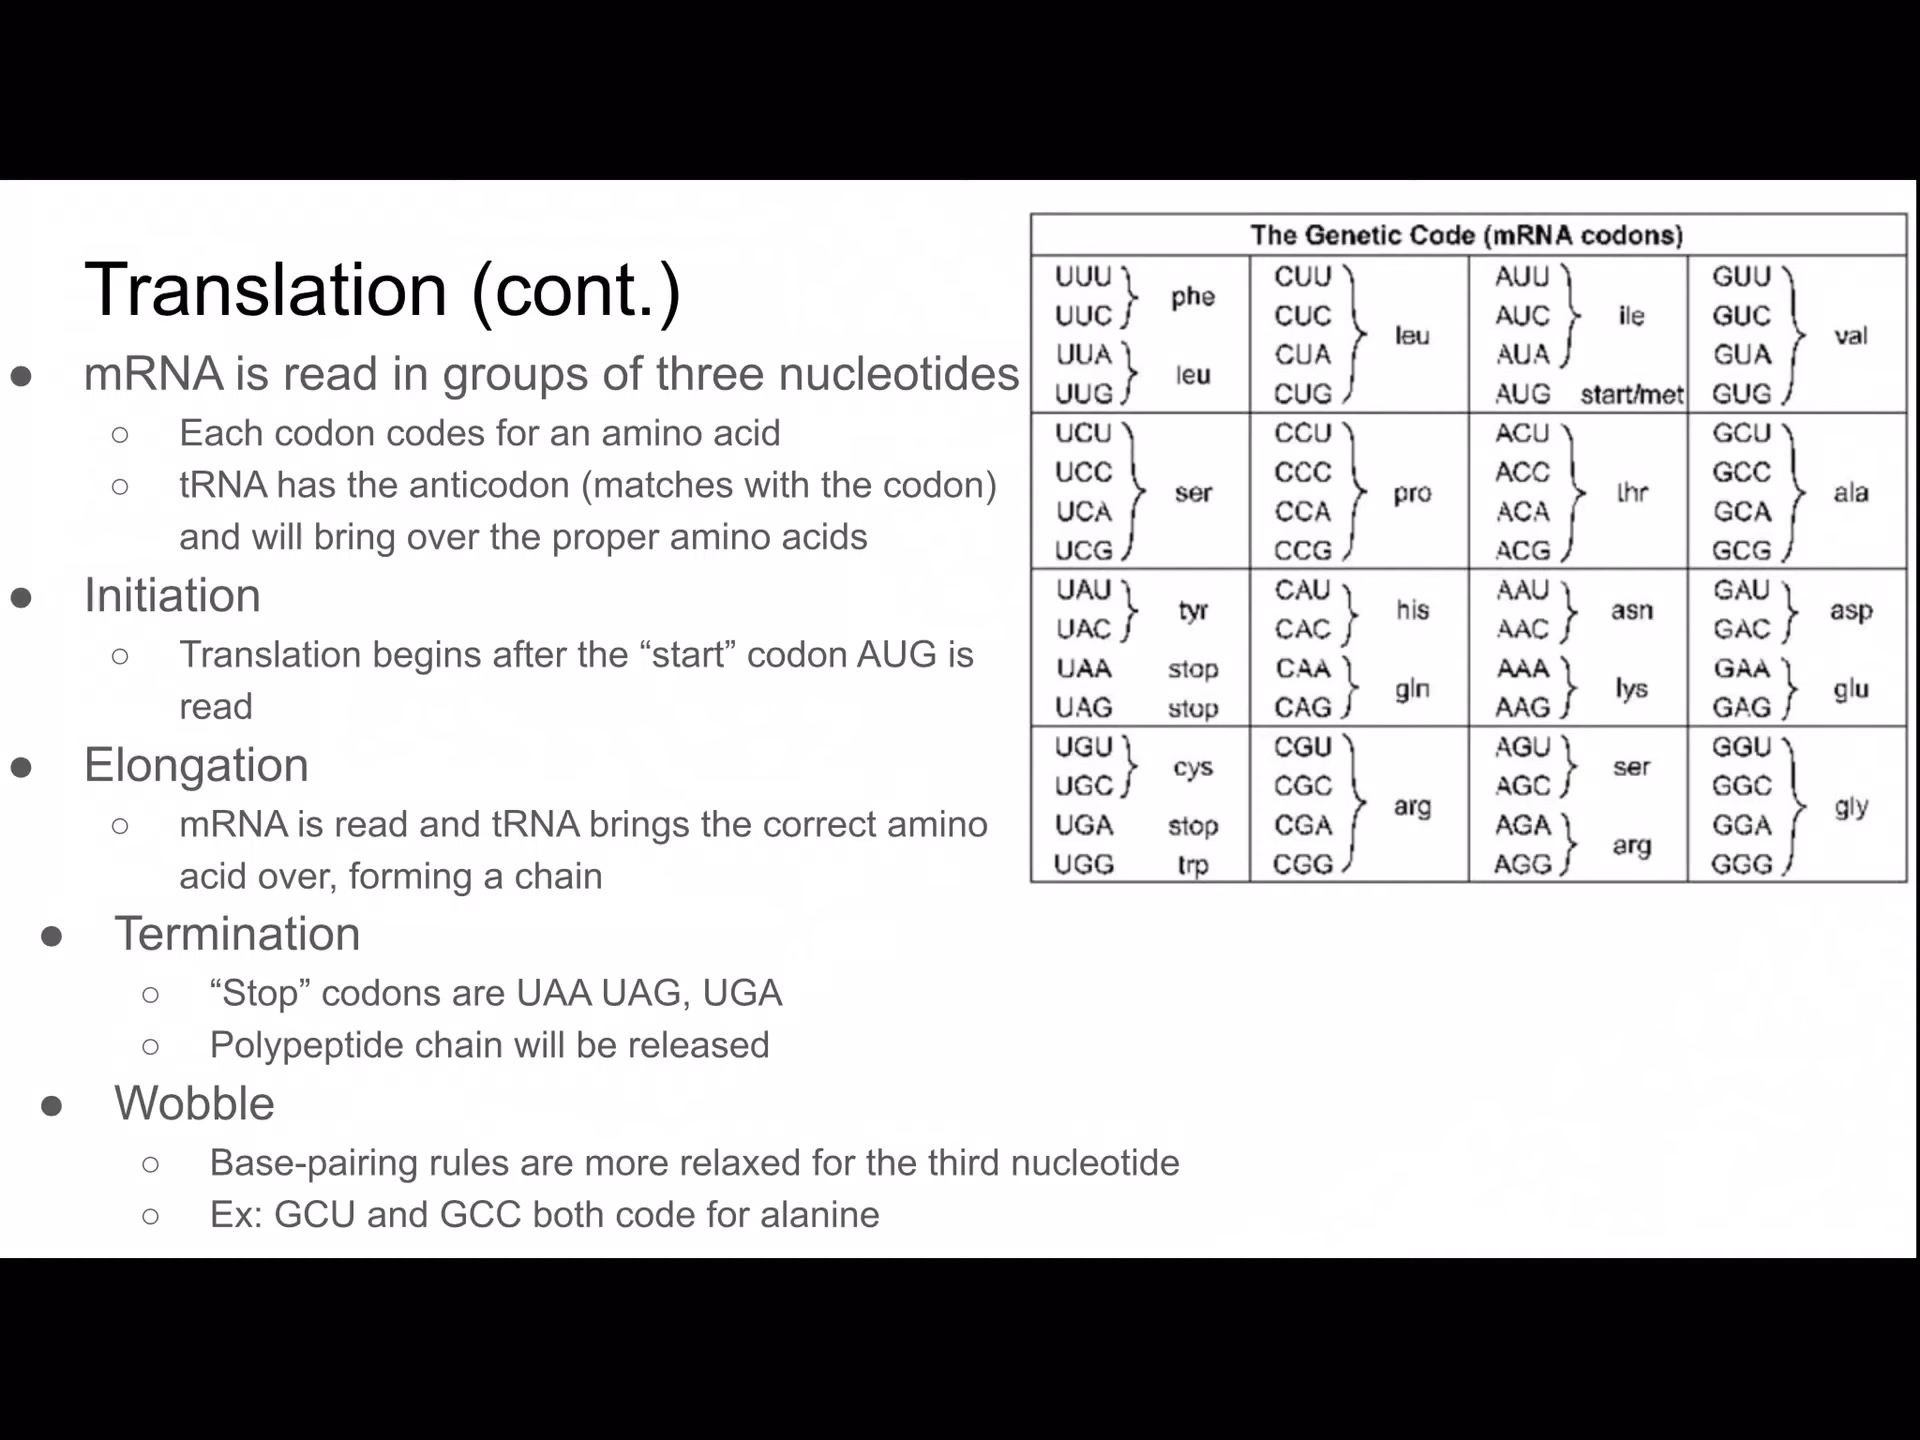 Translation (cont.)
● mRNA is read in groups of three nucleotides
○ Each codon codes for an amino acid
○ tRNA has the anticodon (matches with the codon)
and will bring over the proper amino acids
● Initiation
○ Translation begins after the “start” codon AUG is
read
● Elongation
○ mRNA is read and tRNA brings the correct amino
acid over, forming a chain
● Termination
○ “Stop” codons are UAA UAG, UGA
○ Polypeptide chain will be released
● Wobble
○ Base-pairing rules are more relaxed for the third nucleotide
○ Ex: GCU and GCC both code for alanine
The Genetic Code (mRNA codons)
UUU
UUC
phe
UUA
UUG
leu
CUU
CUC
CUA
CUG
leu
AUU
AUC
AUA
ile
AUG start/met
GUU
GUC
GUA
GUG
val
UCU
UCC
UCA
UCG
ser
CCU
CCC
CCA
CCG
pro
ACU
ACC
ACA
ACG
thr
GCU
GCC
GCA
GCG
ala
UAU
UAC
tyr
UAA stop
UAG stop
CAU
CAC
his
CAA
CAG
gln
AAU
AAC
asn
AAA
AAG
lys
GAU
GAC
asp
GAA
GAG
glu
UGU
UGC
cys
UGA stop
UGG trp
CGU
CGC
CGA
CGG
arg
AGU
AGC
ser
AGA
AGG
arg
GGU
GGC
GGA
GGG
gly